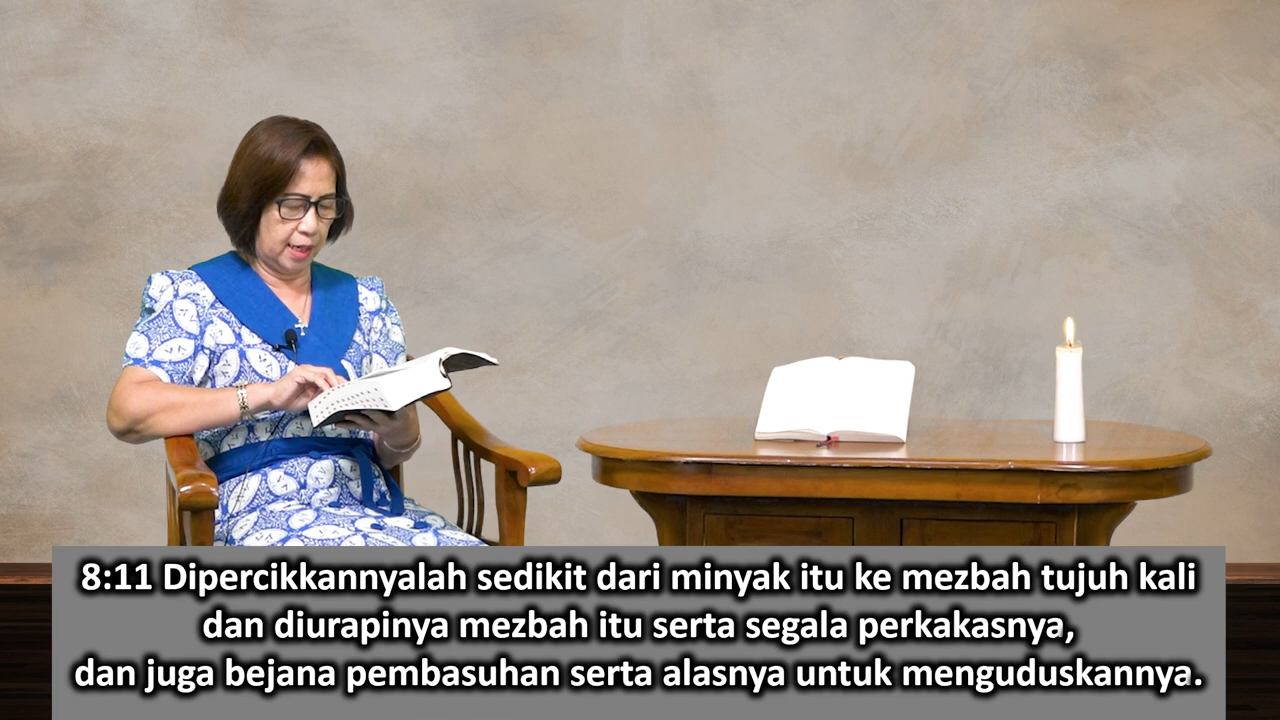 8:11 Dipercikkannyalah sedikit dari minyak itu ke mezbah tujuh kali
dan diurapinya mezbah itu serta segala perkakasnya,
dan juga bejana pembasuhan serta alasnya untuk menguduskannya.